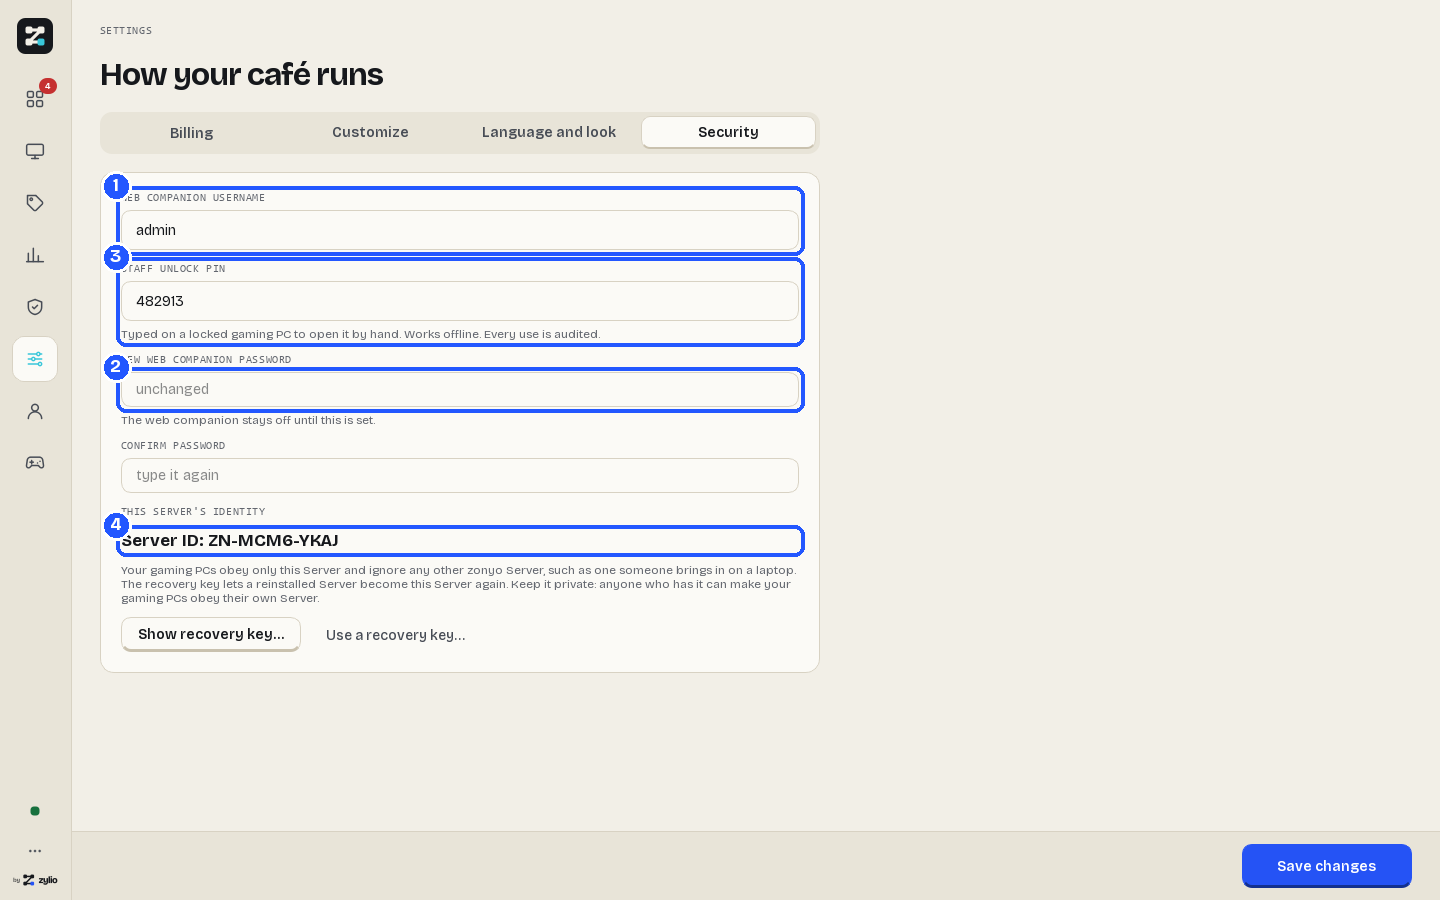 SETTINGS
4
How your café runs
Billing
Customize
Language and look
Security
1
WEB COMPANION USERNAME
admin
3
STAFF UNLOCK PIN
482913
Typed on a locked gaming PC to open it by hand. Works offline. Every use is audited.
NEW WEB COMPANION PASSWORD
2
unchanged
The web companion stays off until this is set.
CONFIRM PASSWORD
type it again
THIS SERVER'S IDENTITY
4
Server ID: ZN-MCM6-YKAJ
Your gaming PCs obey only this Server and ignore any other zonyo Server, such as one someone brings in on a laptop.
The recovery key lets a reinstalled Server become this Server again. Keep it private: anyone who has it can make your
gaming PCs obey their own Server.
Show recovery key...
Use a recovery key...
Save changes
by zylio